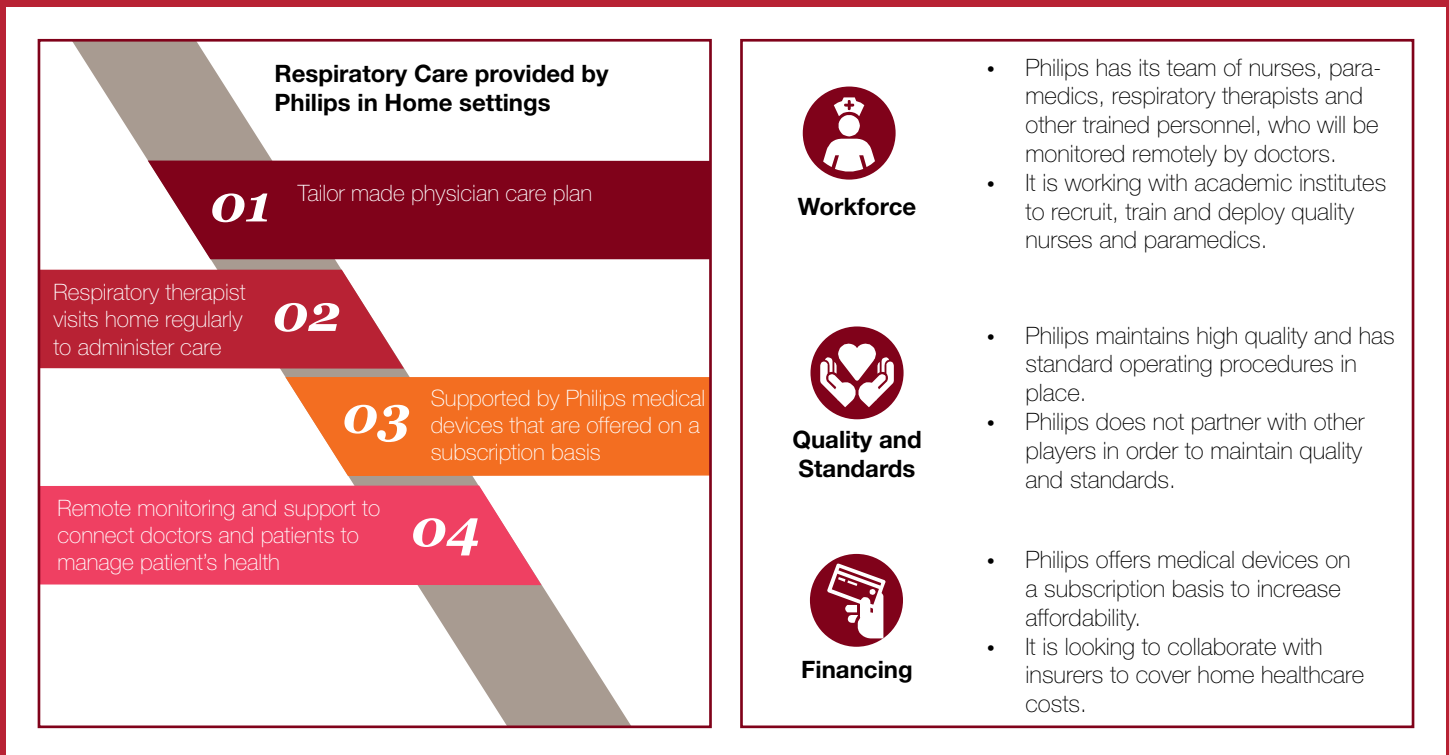 Respiratory Care provided by
Philips in Home settings
01
Tailor made physician care plan
Respiratory therapist
visits home regularly
to administer care
02
03
Supported by Philips medical
devices that are offered on a
subscription basis
Remote monitoring and support to
connect doctors and patients to
manage patient's health
04
Workforce
• Philips has its team of nurses, para-
medics, respiratory therapists and
other trained personnel, who will be
monitored remotely by doctors.
• It is working with academic institutes
to recruit, train and deploy quality
nurses and paramedics.
Quality and
Standards
• Philips maintains high quality and has
standard operating procedures in
place.
• Philips does not partner with other
players in order to maintain quality
and standards.
Financing
• Philips offers medical devices on
a subscription basis to increase
affordability.
• It is looking to collaborate with
insurers to cover home healthcare
costs.